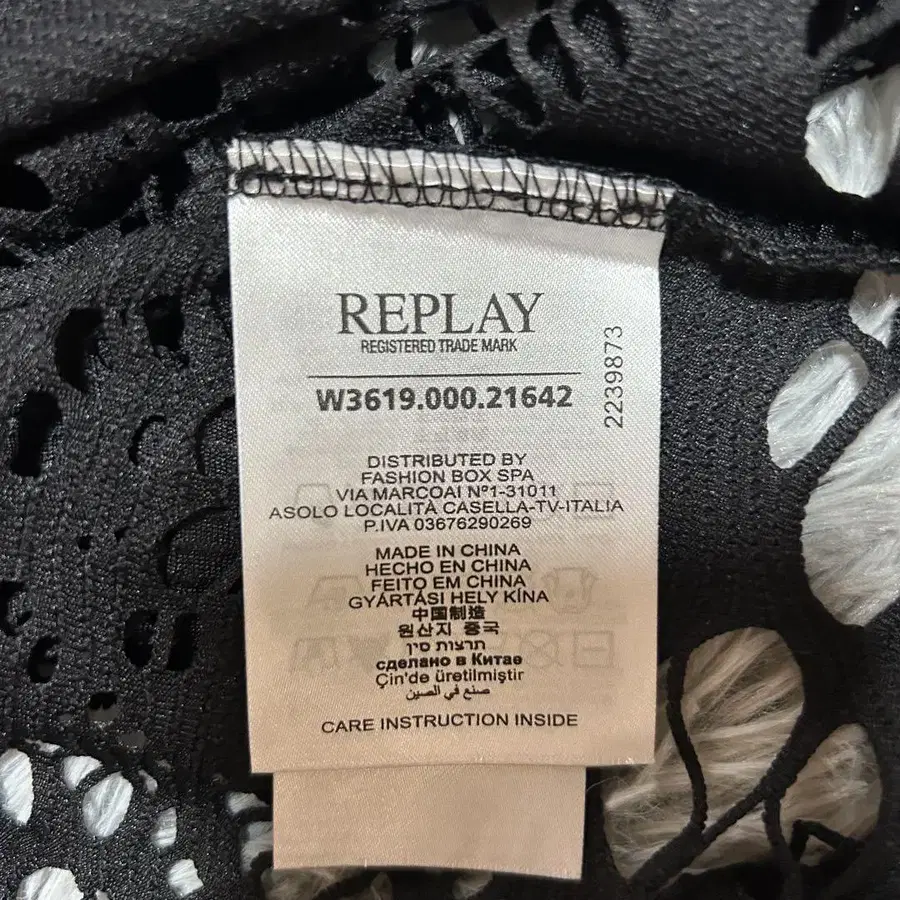 REPLAY
REGISTERED TRADE MARK
W3619.000.21642
2239873
DISTRIBUTED BY
FASHION BOX SPA
VIA MARCOAI Nº1-31011
ASOLO LOCALITÀ CASELLA-TV-ITALIA
P.IVA 03676290269
MADE IN CHINA
HECHO EN CHINA
FEITO EM CHINA
GYÁRTÁSI HELY KÍNA
中国制造
원산지 중국
תרצות סין
сделано в Китае
Çin'de üretilmiştir
صنع في الصين
CARE INSTRUCTION INSIDE